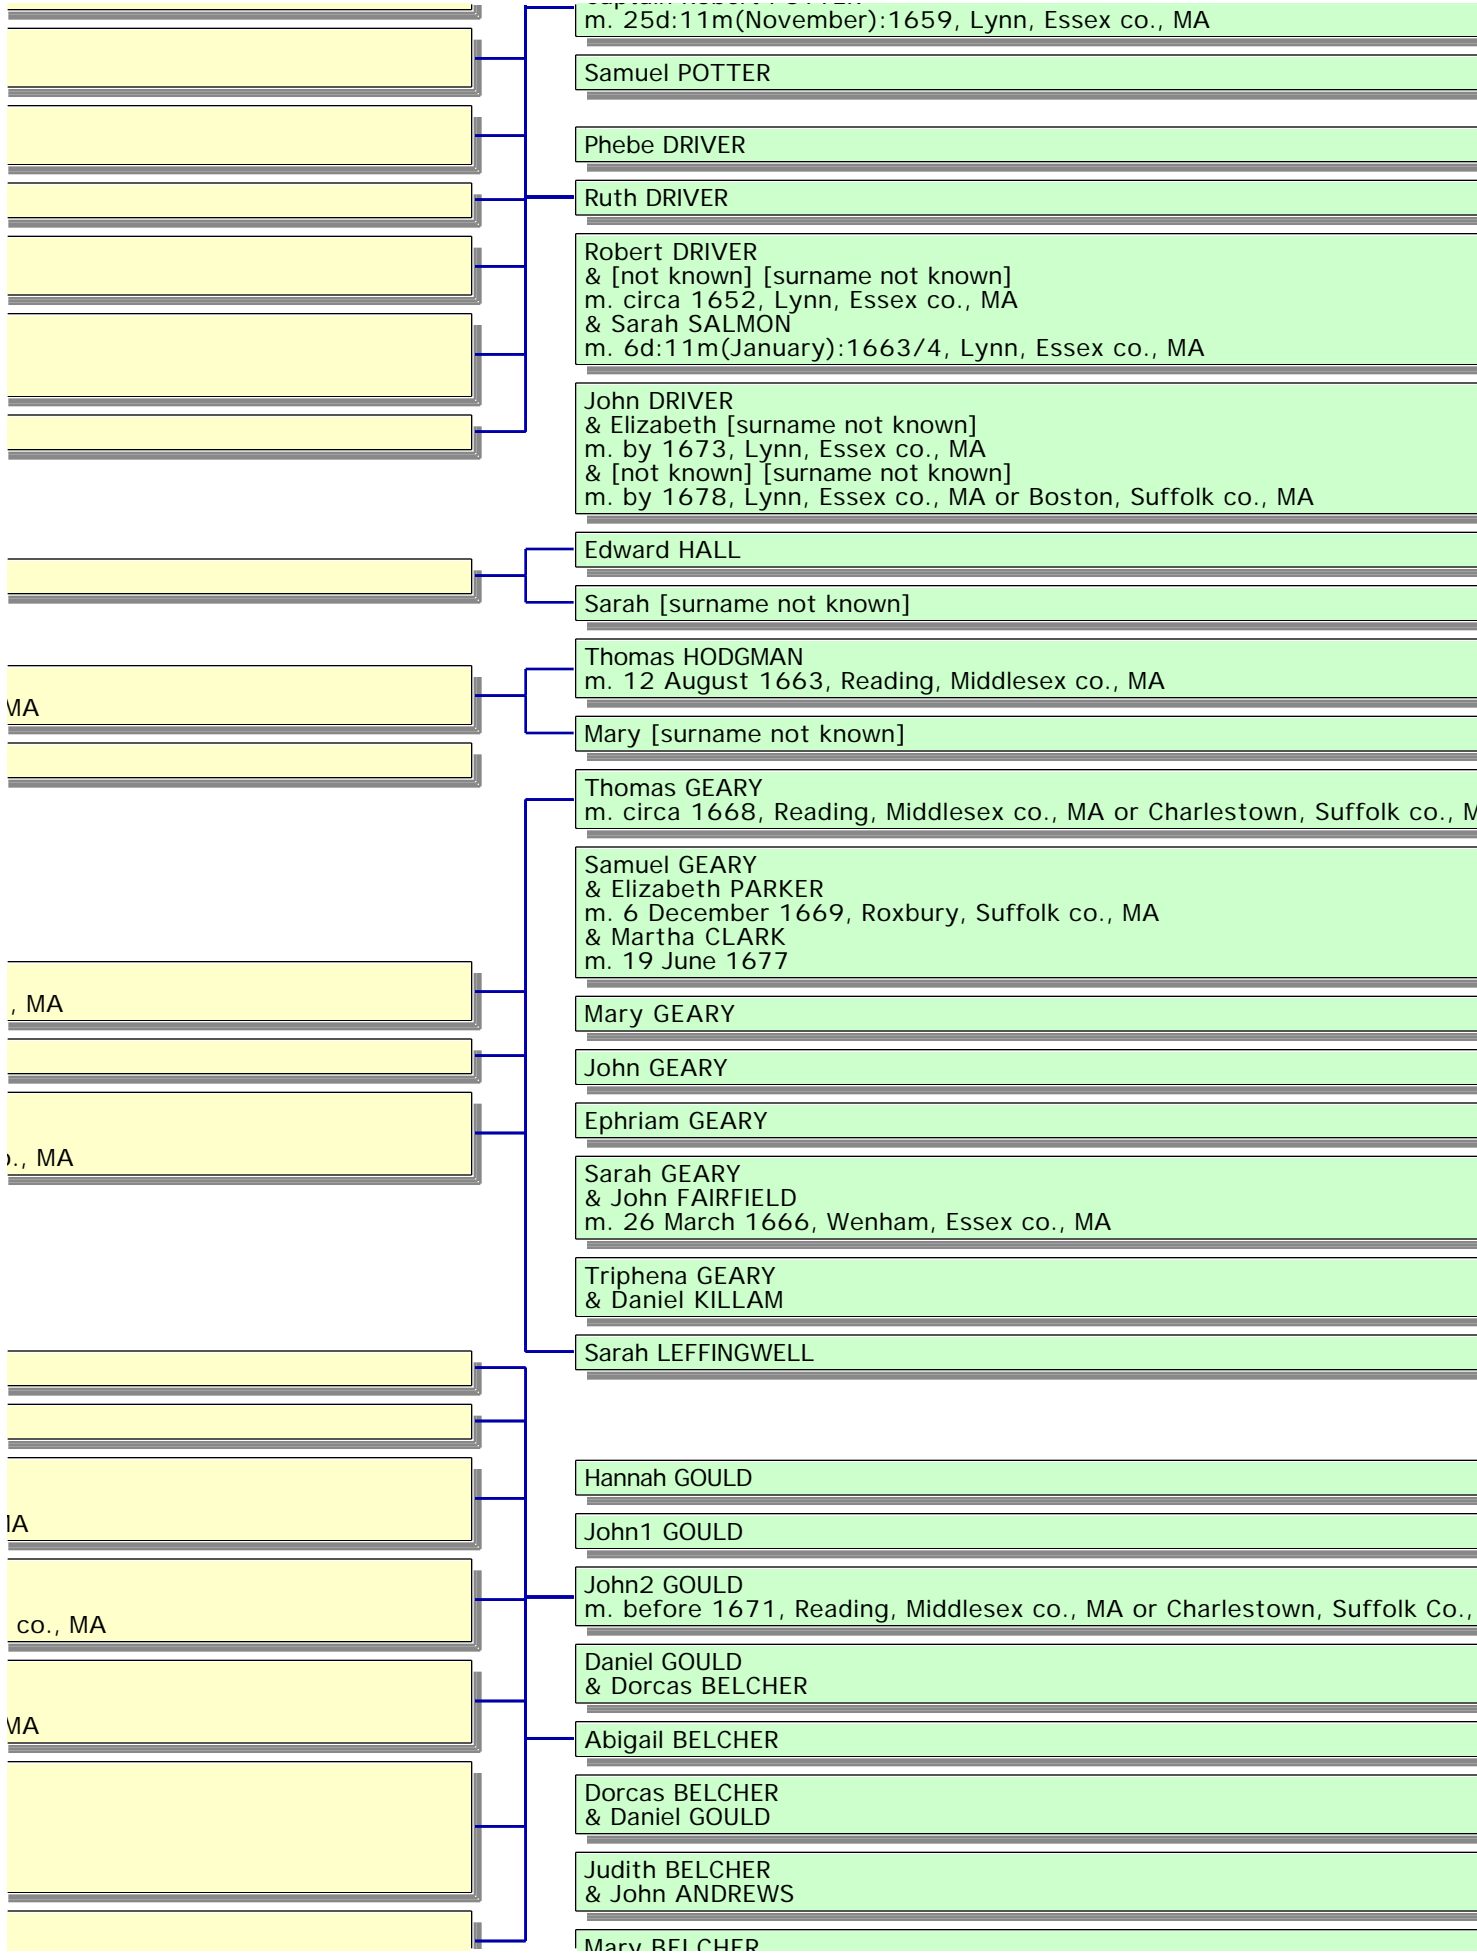 m. 25d:11m(November):1659, Lynn, Essex co., MA
Samuel POTTER
Phebe DRIVER
Ruth DRIVER
Robert DRIVER
& [not known] [surname not known]
m. circa 1652, Lynn, Essex co., MA
& Sarah SALMON
m. 6d:11m(January):1663/4, Lynn, Essex co., MA
John DRIVER
& Elizabeth [surname not known]
m. by 1673, Lynn, Essex co., MA
& [not known] [surname not known]
m. by 1678, Lynn, Essex co., MA or Boston, Suffolk co., MA
Edward HALL
Sarah [surname not known]
Thomas HODGMAN
m. 12 August 1663, Reading, Middlesex co., MA
MA
Mary [surname not known]
Thomas GEARY
m. circa 1668, Reading, Middlesex co., MA or Charlestown, Suffolk co.,
Samuel GEARY
& Elizabeth PARKER
m. 6 December 1669, Roxbury, Suffolk co., MA
& Martha CLARK
m. 19 June 1677
, MA
Mary GEARY
John GEARY
Ephriam GEARY
., MA
Sarah GEARY
& John FAIRFIELD
m. 26 March 1666, Wenham, Essex co., MA
Triphena GEARY
& Daniel KILLAM
Sarah LEFFINGWELL
Hannah GOULD
John1 GOULD
John2 GOULD
m. before 1671, Reading, Middlesex co., MA or Charlestown, Suffolk Co.,
co., MA
Daniel GOULD
& Dorcas BELCHER
MA
Abigail BELCHER
Dorcas BELCHER
& Daniel GOULD
Judith BELCHER
& John ANDREWS
Mary BELCHER